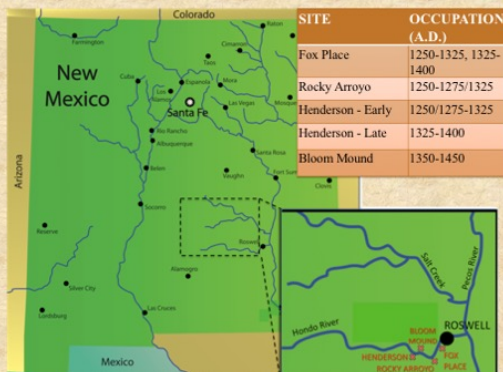 Colorado
SITE
OCCUPATION
(A.D.)
Fox Place
1250-1325, 1325-
1400
Rocky Arroyo
1250-1275/1325
Henderson - Early
1250/1275-1325
Henderson - Late
1325-1400
Bloom Mound
1350-1450
Farmington
Raton
Cimarron
Taos
New
Mexico
Cuba
Espanola
Mora
Los
Alamos
Las Vegas
Mosque
Santa Fe
Rio Rancho
Albuquerque
Santa Rosa
Arizona
Belen
Vaughn
Fort Sum
Clovis
Socorro
Reserve
Roswell
Alamogro
Silver City
Lordsburg
Las Cruces
Mexico
Salt Creek
Pecos River
Hondo River
ROSWELL
BLOOM
MOUND
HENDERSON
FOX
PLACE
ROCKY ARROYO